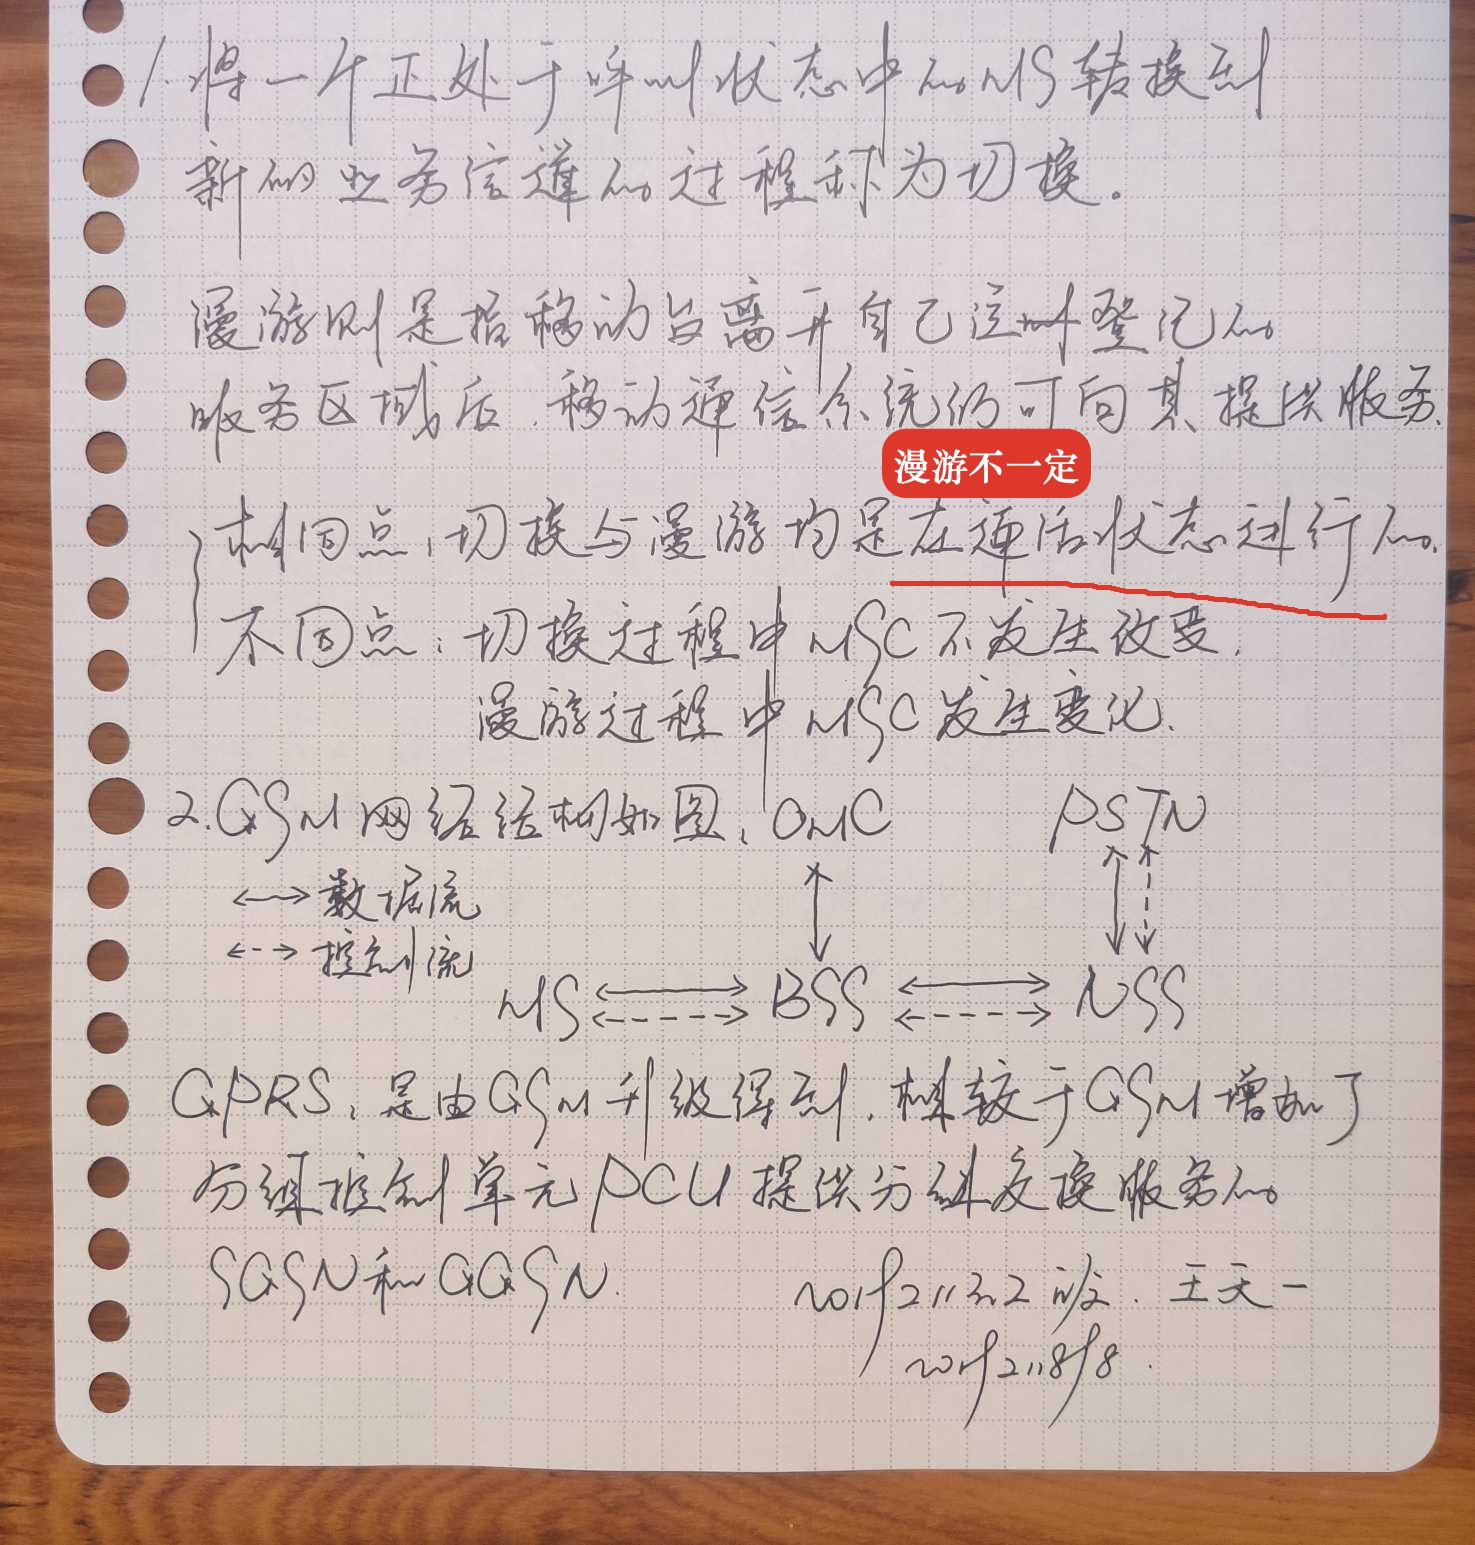 1.将一个正处于呼叫状态中的MS转换到
新的业务信道的过程称为切换。
漫游则是指移动台离开自己注册登记的
服务区域后.移动通信系统仍可向其提供服务.
漫游不一定
相同点:切换与漫游均是在通话状态进行的.
不同点:切换过程中MSC不发生改变.
漫游过程中MSC发生变化.
2.GSM网络结构如图: OMC PSTN
数据流
控制流
MS BSS NSS
GPRS:是由GSM升级得到.相较于GSM增加了
分组控制单元PCU提供分组交换服务的
SGSN和GGSN.
班. 王天一